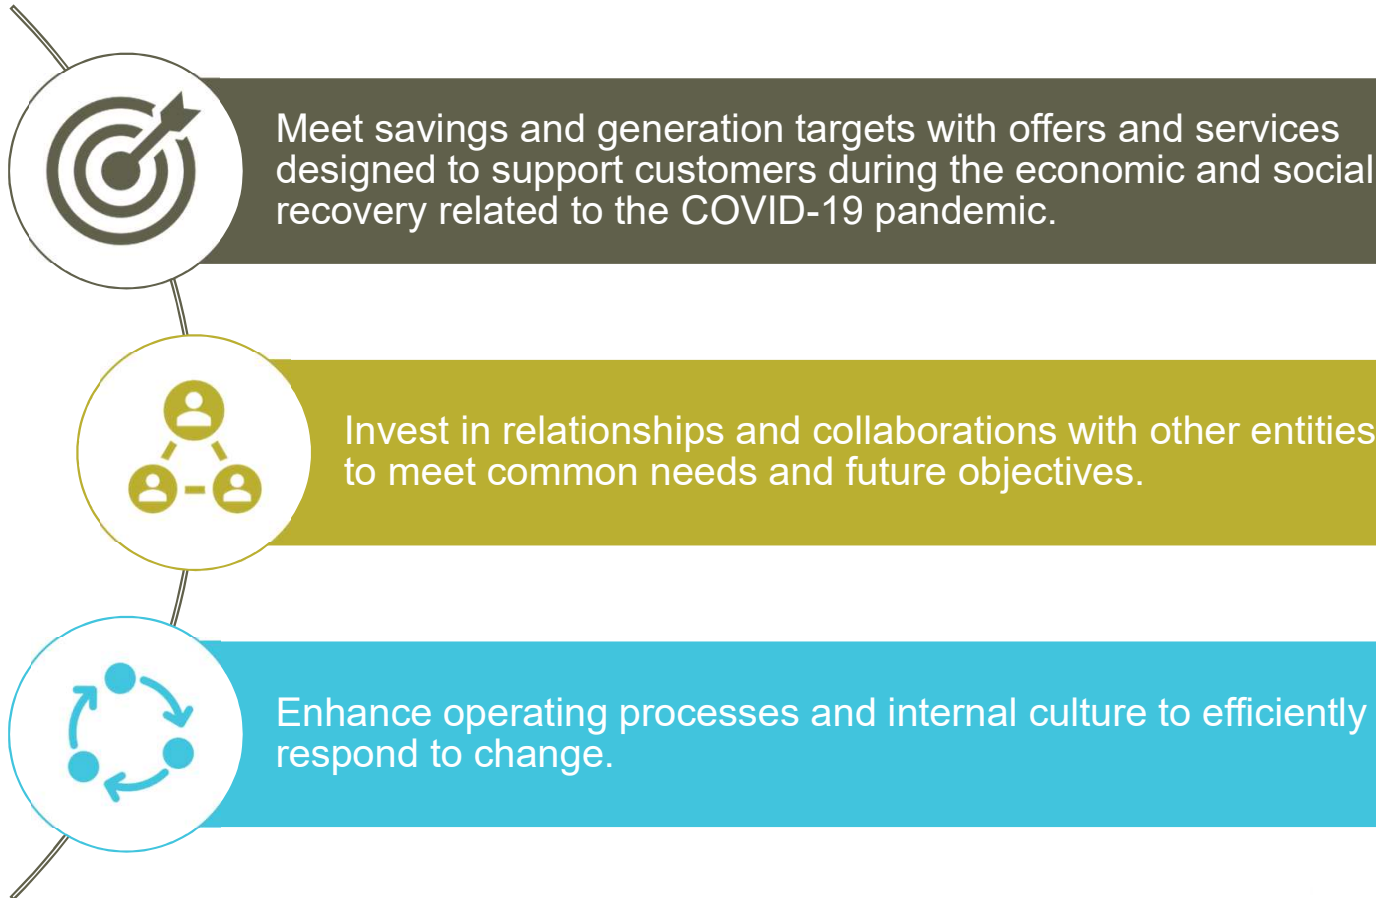 Meet savings and generation targets with offers and services
designed to support customers during the economic and social
recovery related to the COVID-19 pandemic.
Invest in relationships and collaborations with other entities
to meet common needs and future objectives.
Enhance operating processes and internal culture to efficiently
respond to change.